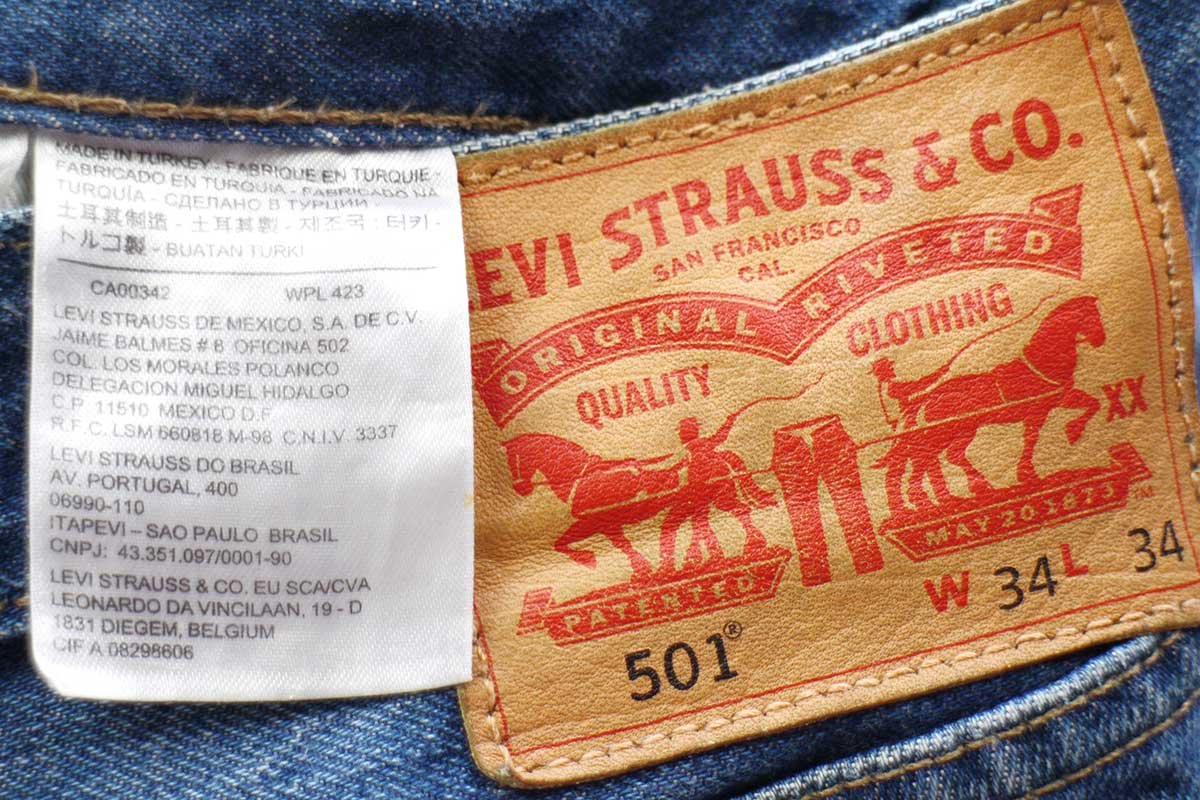 MADE IN TURKEY - FABRIQUE EN TURQUIE -
FABRICADO EN TURQUIA - FABRICADO NA
TURQUÍA - СДЕЛАНО В ТУРЦИИ -
土耳其制造 - 土耳其製 - 제조국 : 터키 -
トルコ製 - BUATAN TURKI
CA00342 WPL 423
LEVI STRAUSS DE MEXICO, S.A. DE C.V.
JAIME BALMES # 8 OFICINA 502
COL. LOS MORALES POLANCO
DELEGACION MIGUEL HIDALGO
C.P. 11510 MEXICO D.F
R.F.C. LSM 660818 M-98 C.N.I.V. 3337
LEVI STRAUSS DO BRASIL
AV. PORTUGAL, 400
06990-110
ITAPEVI – SAO PAULO BRASIL
CNPJ: 43.351.097/0001-90
LEVI STRAUSS & CO. EU SCA/CVA
LEONARDO DA VINCILAAN, 19 - D
1831 DIEGEM, BELGIUM
CIF A 08298606
LEVI STRAUSS & CO.
SAN FRANCISCO
CAL.
ORIGINAL RIVETED
QUALITY CLOTHING
XX
PATENTED MAY 20 1873 TM
501® W 34 L 34